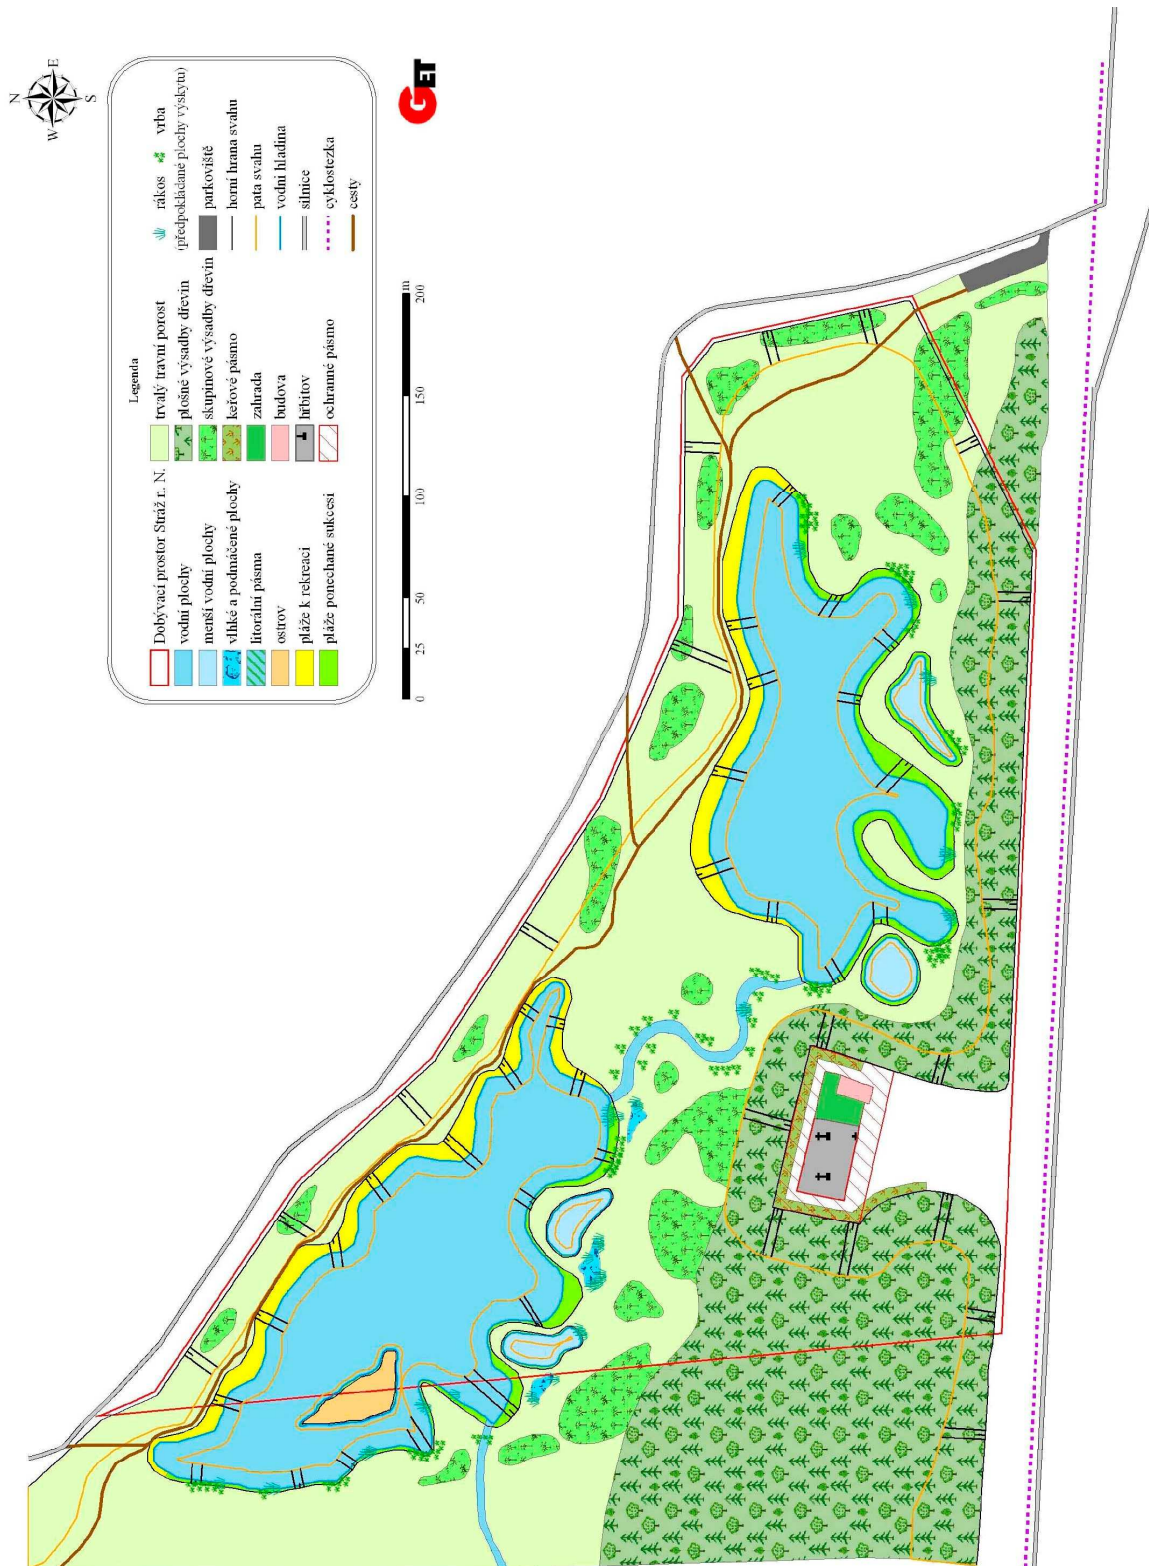 N
E
S
W
Legenda
Dobývací prostor Stráž r. N.
vodní plochy
menší vodní plochy
vlhké a podmáčené plochy
litorální pásma
ostrov
pláže k rekreaci
pláže ponechané sukcesi
trvalý travní porost
plošné výsadby dřevin
skupinové výsadby dřevin
keřové pásmo
zahrada
budova
hřbitov
ochranné pásmo
rákos vrba
(předpokládané plochy výskytu)
parkoviště
horní hrana svahu
pata svahu
vodní hladina
silnice
cyklostezka
cesty
0 25 50 100 150 200 m
GET